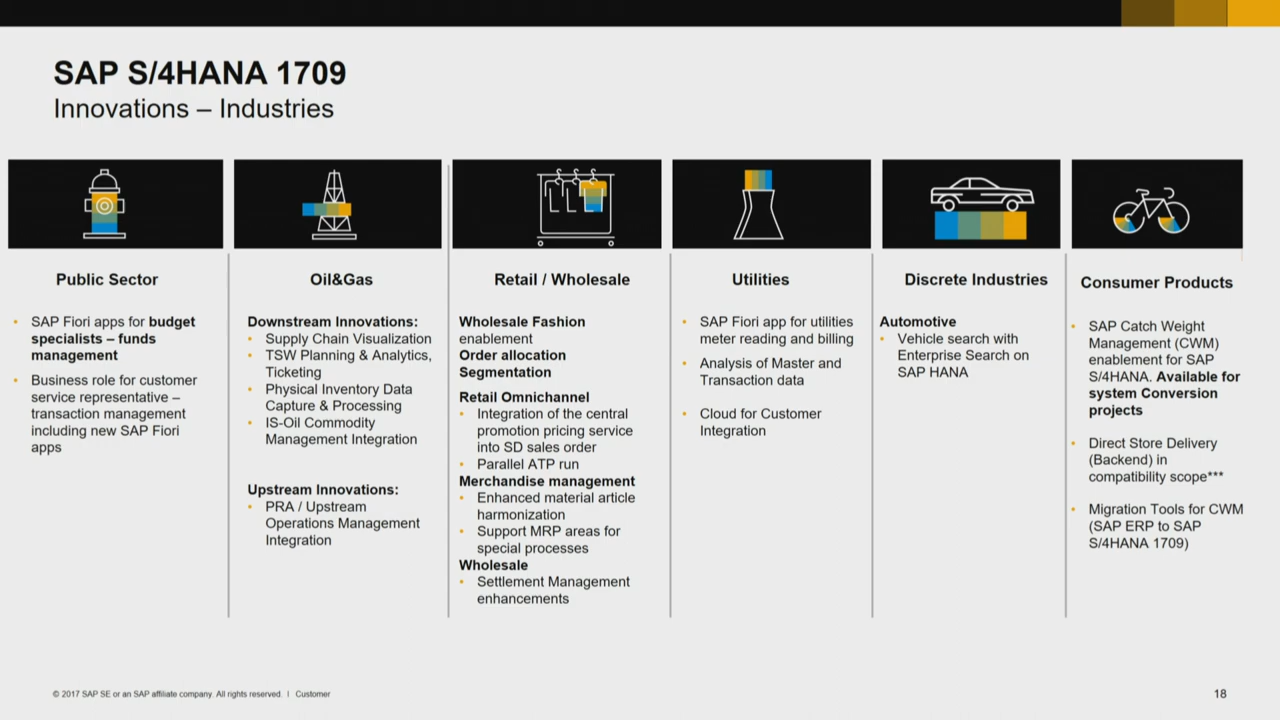 SAP S/4HANA 1709
Innovations – Industries
Public Sector
• SAP Fiori apps for budget
specialists – funds
management
• Business role for customer
service representative –
transaction management
including new SAP Fiori
apps
Oil&Gas
Downstream Innovations:
• Supply Chain Visualization
• TSW Planning & Analytics,
Ticketing
• Physical Inventory Data
Capture & Processing
• IS-Oil Commodity
Management Integration
Upstream Innovations:
• PRA / Upstream
Operations Management
Integration
Retail / Wholesale
Wholesale Fashion
enablement
Order allocation
Segmentation
Retail Omnichannel
• Integration of the central
promotion pricing service
into SD sales order
• Parallel ATP run
Merchandise management
• Enhanced material article
harmonization
• Support MRP areas for
special processes
Wholesale
• Settlement Management
enhancements
Utilities
• SAP Fiori app for utilities
meter reading and billing
• Analysis of Master and
Transaction data
• Cloud for Customer
Integration
Discrete Industries
Automotive
• Vehicle search with
Enterprise Search on
SAP HANA
Consumer Products
• SAP Catch Weight
Management (CWM)
enablement for SAP
S/4HANA. Available for
system Conversion
projects
• Direct Store Delivery
(Backend) in
compatibility scope***
• Migration Tools for CWM
(SAP ERP to SAP
S/4HANA 1709)
© 2017 SAP SE or an SAP affiliate company. All rights reserved. | Customer
18